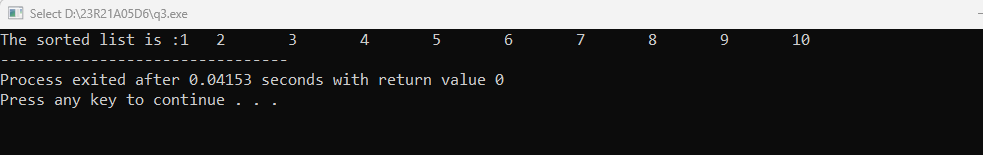 Select D:\23R21A05D6\q3.exe
The sorted list is :1	2	3	4	5	6	7	8	9	10
--------------------------------
Process exited after 0.04153 seconds with return value 0
Press any key to continue . . .